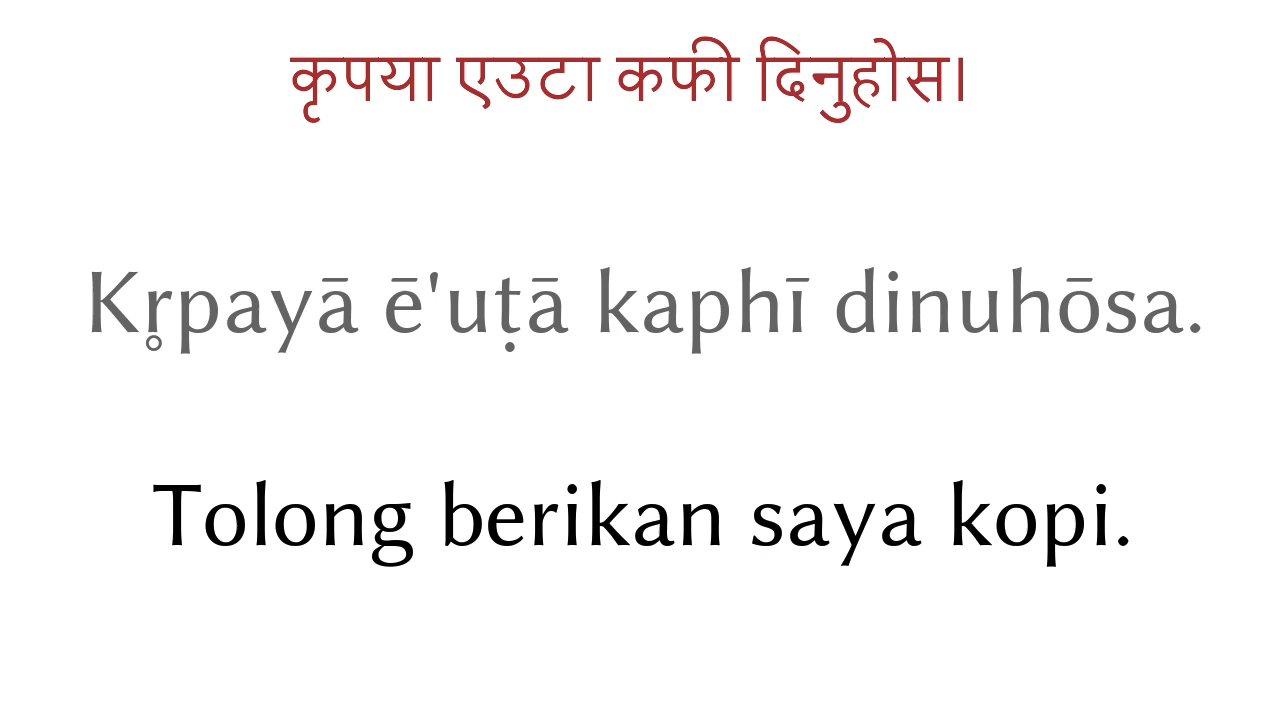 कृपया एउटा कफी दिनुहोस।
Kr̥payā ē'uṭā kaphī dinuhōsa.
Tolong berikan saya kopi.